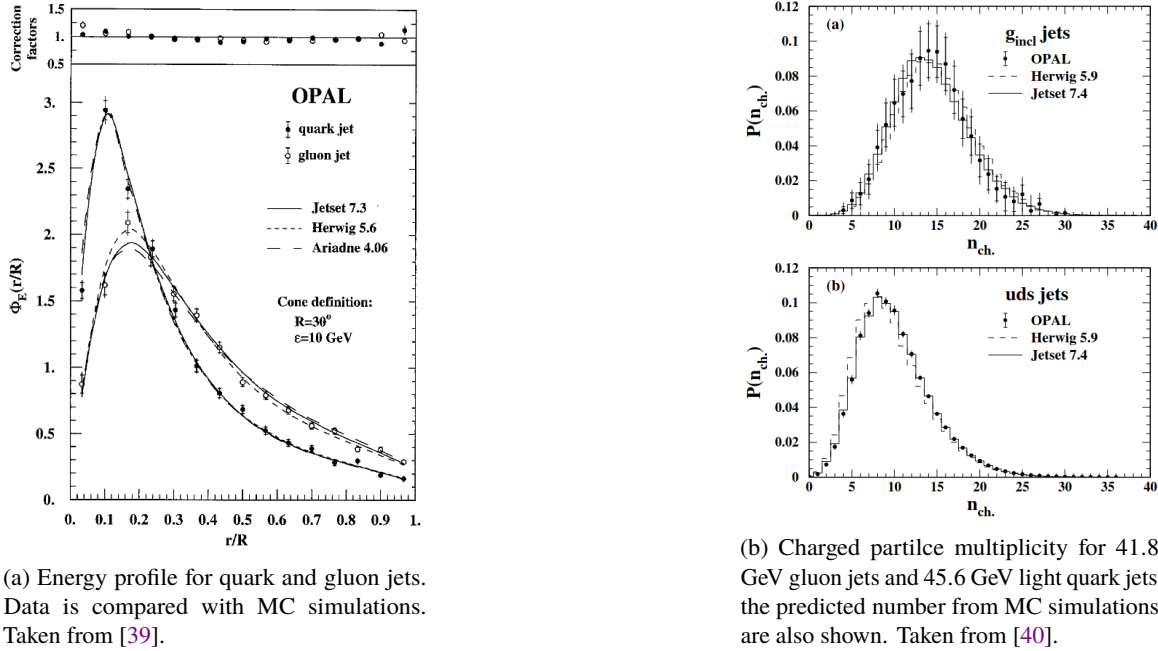 Correction
factors
1.5
1.
0.5
OPAL
quark jet
gluon jet
Jetset 7.3
Herwig 5.6
Ariadne 4.06
Cone definition:
R=30°
ε=10 GeV
Φ_E(r/R)
3.
2.5
2.
1.5
1.
0.5
0.
0. 0.1 0.2 0.3 0.4 0.5 0.6 0.7 0.8 0.9 1.
r/R
(a) Energy profile for quark and gluon jets.
Data is compared with MC simulations.
Taken from [39].
(a)
g_incl jets
OPAL
Herwig 5.9
Jetset 7.4
P(n_ch.)
0.12
0.1
0.08
0.06
0.04
0.02
0
0 5 10 15 20 25 30 35 40
n_ch.
(b)
uds jets
OPAL
Herwig 5.9
Jetset 7.4
P(n_ch.)
0.12
0.1
0.08
0.06
0.04
0.02
0
0 5 10 15 20 25 30 35 40
n_ch.
(b) Charged partilce multiplicity for 41.8
GeV gluon jets and 45.6 GeV light quark jets
the predicted number from MC simulations
are also shown. Taken from [40].